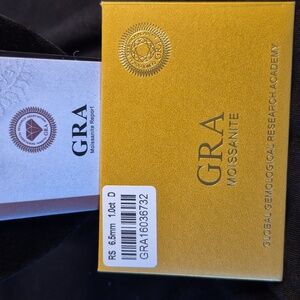 GRA
Moissanite Report
GRA
MOISSANITE
GLOBAL GEMOLOGICAL RESEARCH ACADEMY
RS 6.5mm 1.0ct D
GRA16036732